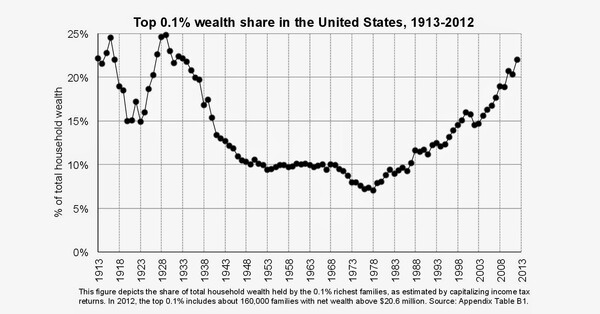 Top 0.1% wealth share in the United States, 1913-2012
% of total household wealth
25%
20%
15%
10%
5%
0%
1913 1918 1923 1928 1933 1938 1943 1948 1953 1958 1963 1968 1973 1978 1983 1988 1993 1998 2003 2008 2013
This figure depicts the share of total household wealth held by the 0.1% richest families, as estimated by capitalizing income tax
returns. In 2012, the top 0.1% includes about 160,000 families with net wealth above $20.6 million. Source: Appendix Table B1.